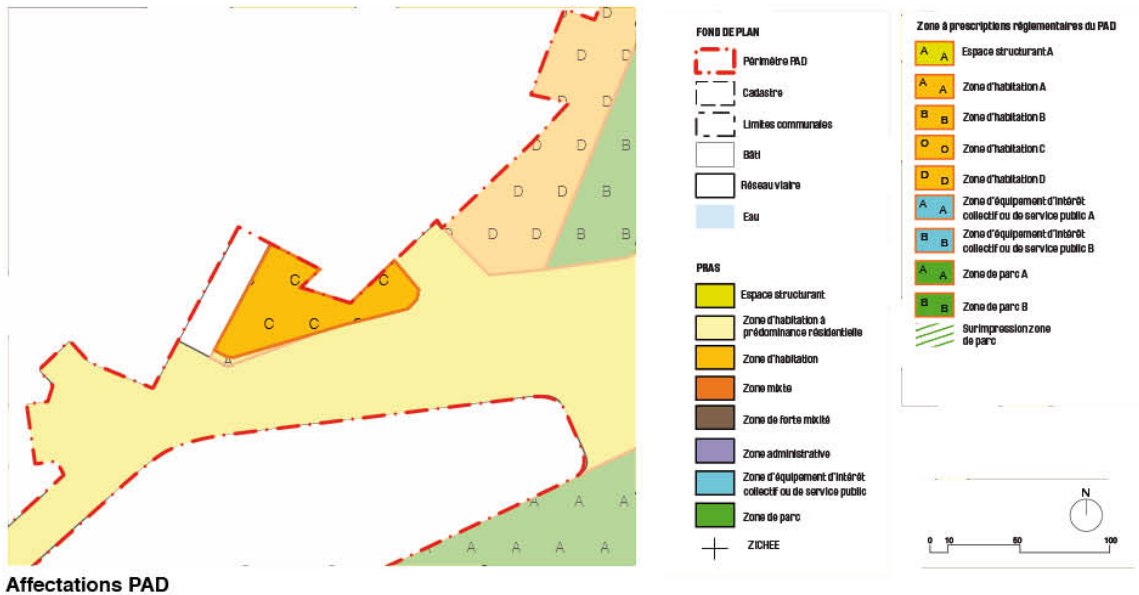 D
D
D
D
D
D
D
D
B
D
D
D
B
D
D
D
B
B
C
C
C
C
C
A
A
A
A
A
A
A
A
A
A
A
Affectations PAD
FOND DE PLAN
Périmètre PAD
Cadastre
Limites communales
Bâti
Réseau viaire
Eau
PRAS
Espace structurant
Zone d'habitation à
prédominance résidentielle
Zone d'habitation
Zone mixte
Zone de forte mixité
Zone administrative
Zone d'équipement d'intérêt
collectif ou de service public
Zone de parc
ZICHEE
Zone à prescriptions réglementaires du PAD
A A Espace structurant A
A A Zone d'habitation A
B B Zone d'habitation B
O O Zone d'habitation C
D D Zone d'habitation D
A A Zone d'équipement d'intérêt
collectif ou de service public A
B B Zone d'équipement d'intérêt
collectif ou de service public B
A A Zone de parc A
B B Zone de parc B
Surimpression zone
de parc
N
0 10 50 100